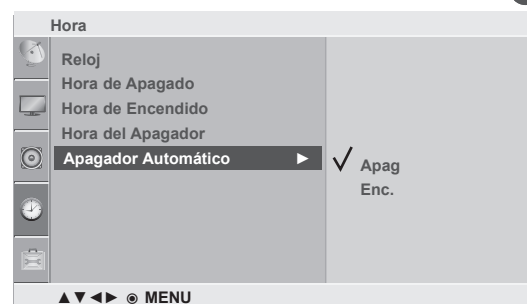 Hora
Reloj
Hora de Apagado
Hora de Encendido
Hora del Apagador
Apagador Automático ►
✓ Apag
Enc.
▲▼◄► ◉ MENU